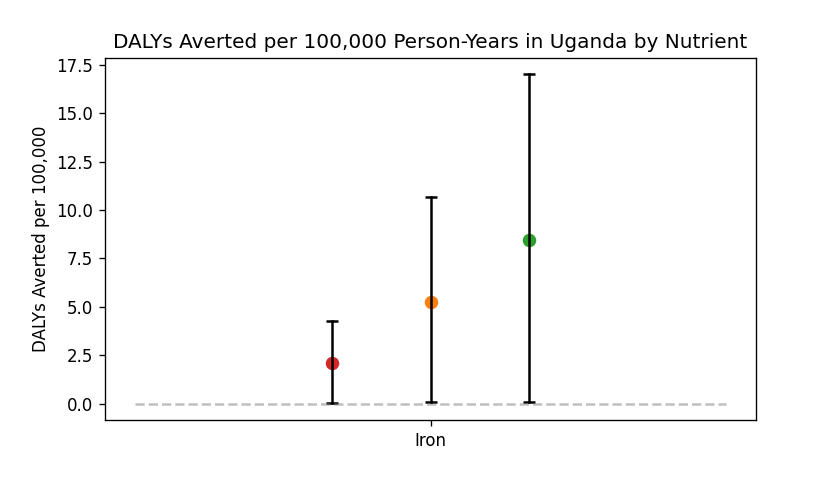 DALYs Averted per 100,000 Person-Years in Uganda by Nutrient
DALYs Averted per 100,000
17.5
15.0
12.5
10.0
7.5
5.0
2.5
0.0
Iron